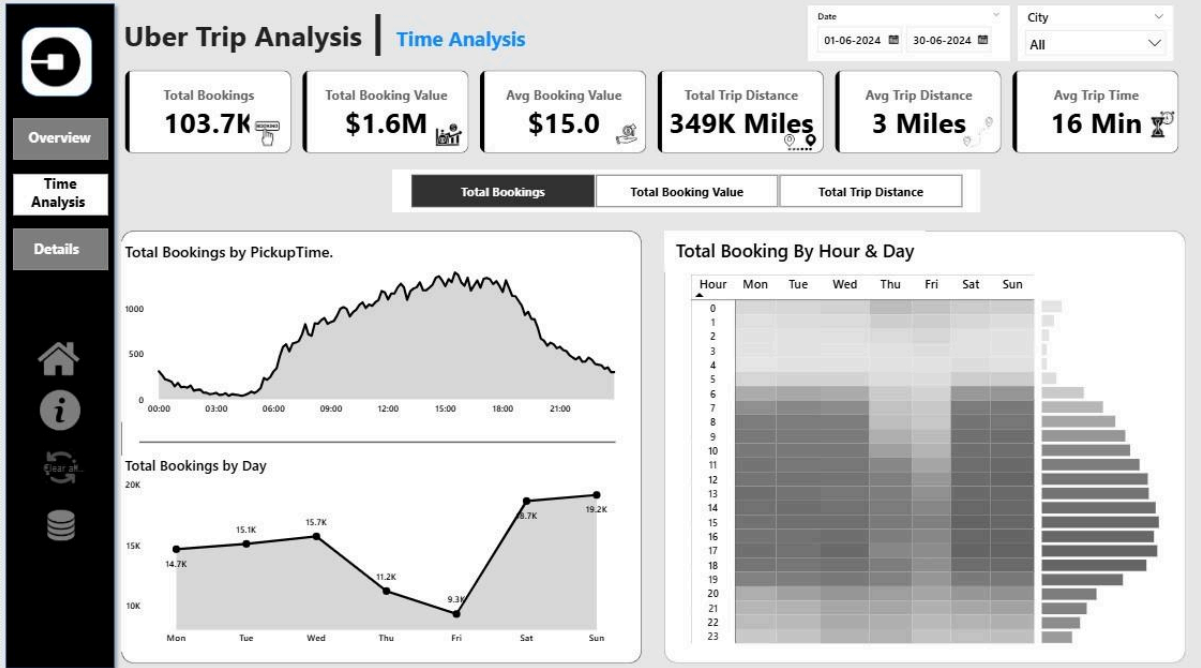 Uber Trip Analysis | Time Analysis
Date
01-06-2024 30-06-2024
City
All
Overview
Time
Analysis
Details
Clear all...
Total Bookings
103.7K
BOOKING
Total Booking Value
$1.6M
Avg Booking Value
$15.0
Total Trip Distance
349K Miles
Avg Trip Distance
3 Miles
Avg Trip Time
16 Min
Total Bookings Total Booking Value Total Trip Distance
Total Bookings by PickupTime.
1000
500
0
00:00 03:00 06:00 09:00 12:00 15:00 18:00 21:00
Total Bookings by Day
20K
15K
10K
14.7K 15.1K 15.7K 11.2K 9.3K 18.7K 19.2K
Mon Tue Wed Thu Fri Sat Sun
Total Booking By Hour & Day
Hour Mon Tue Wed Thu Fri Sat Sun
0
1
2
3
4
5
6
7
8
9
10
11
12
13
14
15
16
17
18
19
20
21
22
23